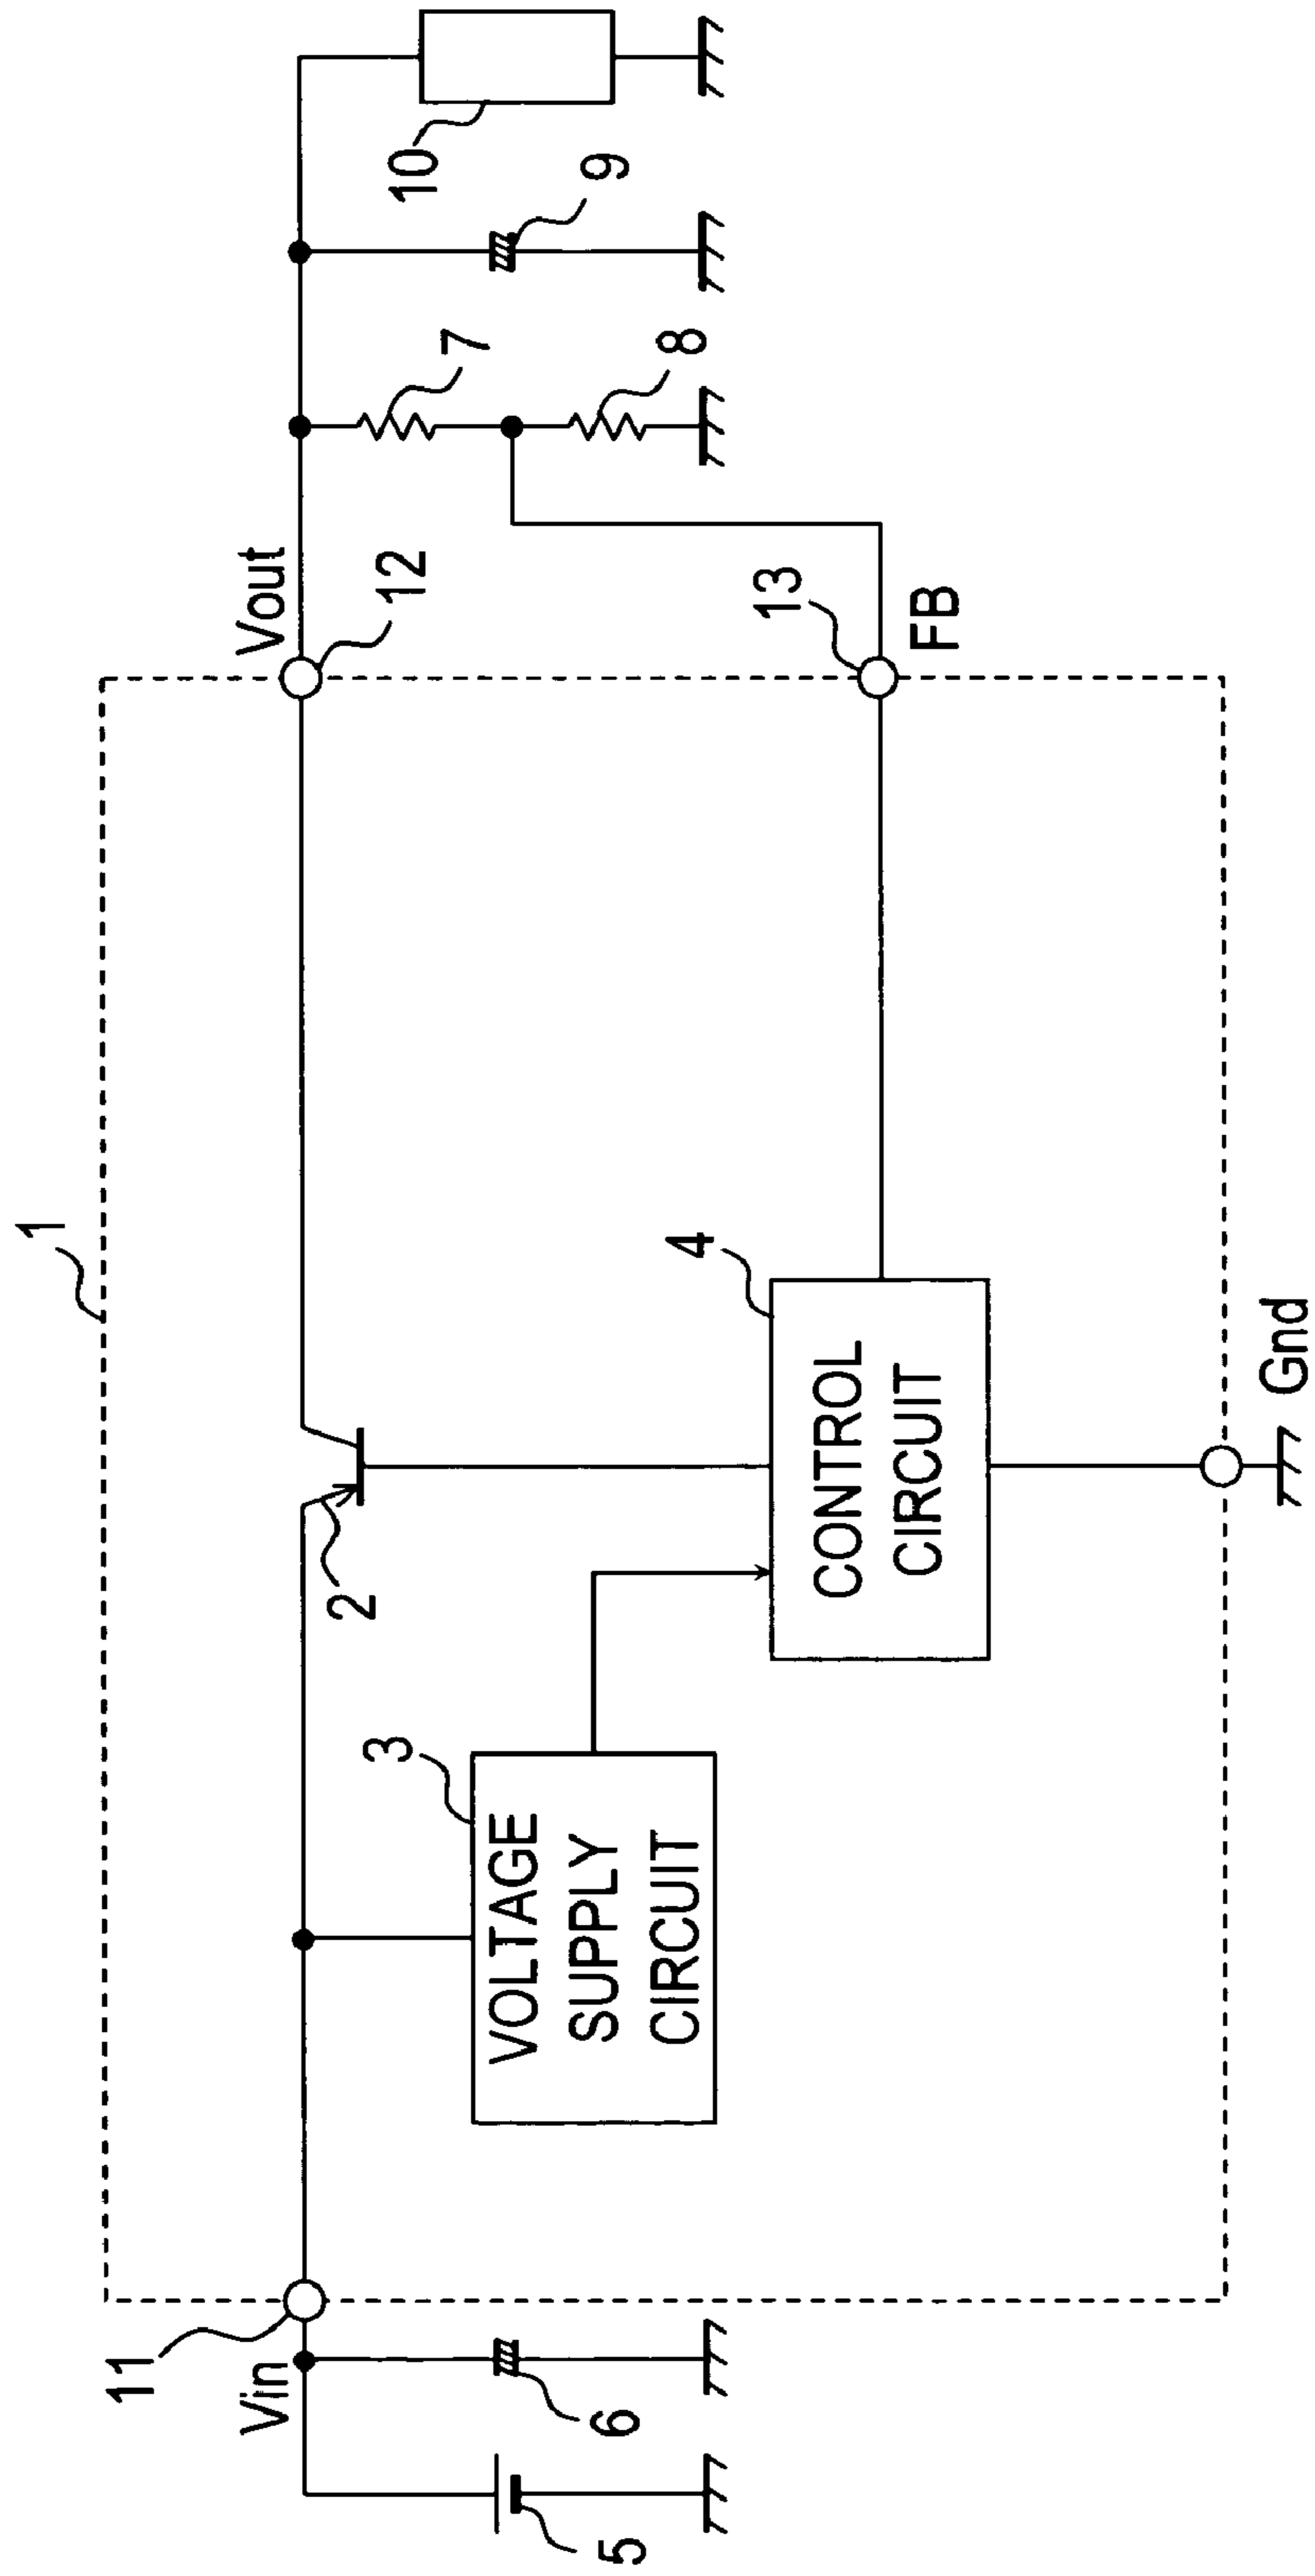 1
11
Vin
5
6
3
VOLTAGE
SUPPLY
CIRCUIT
2
4
CONTROL
CIRCUIT
Gnd
Vout
12
13
FB
7
8
9
10